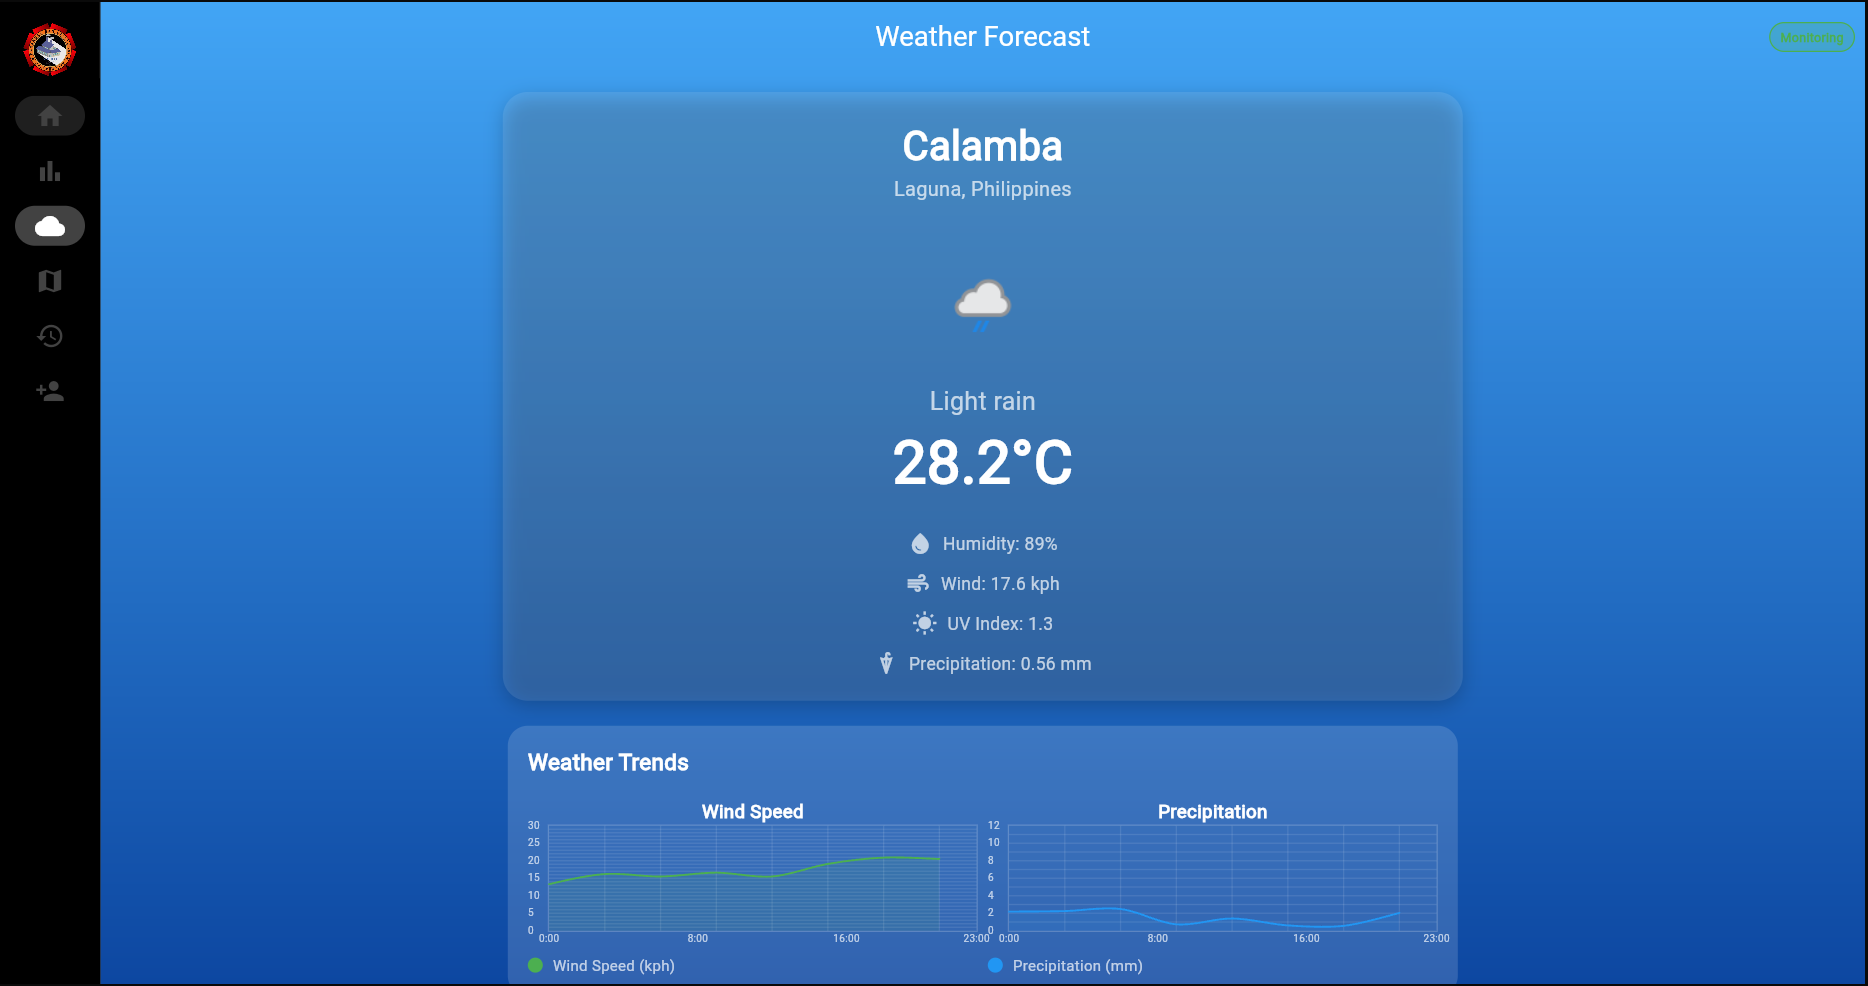 Weather Forecast
Monitoring
Calamba
Laguna, Philippines
Light rain
28.2°C
Humidity: 89%
Wind: 17.6 kph
UV Index: 1.3
Precipitation: 0.56 mm
Weather Trends
Wind Speed
30
25
20
15
10
5
0
0:00 8:00 16:00 23:00
Wind Speed (kph)
Precipitation
12
10
8
6
4
2
0
0:00 8:00 16:00 23:00
Precipitation (mm)